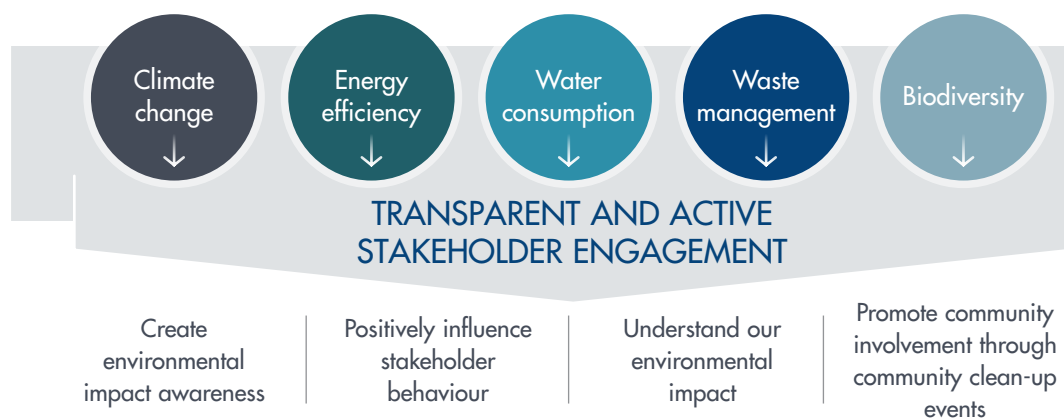 Climate
change
Energy
efficiency
Water
consumption
Waste
management
Biodiversity
TRANSPARENT AND ACTIVE
STAKEHOLDER ENGAGEMENT
Create
environmental
impact awareness
Positively influence
stakeholder
behaviour
Understand our
environmental
impact
Promote community
involvement through
community clean-up
events